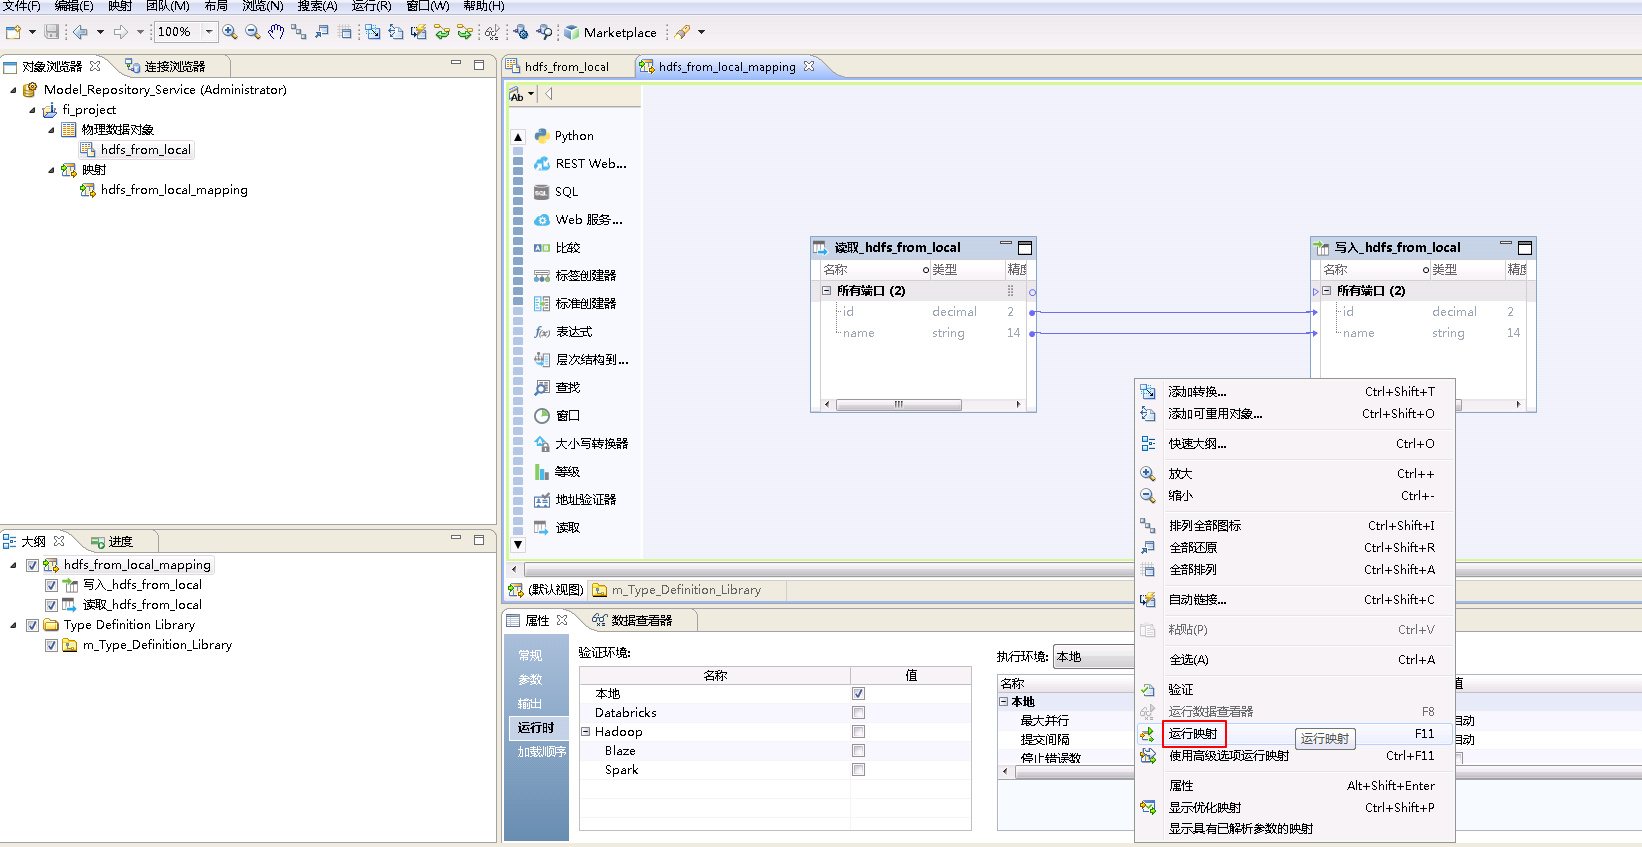 文件(F) 编辑(E) 映射 团队(M) 布局 浏览(N) 搜索(A) 运行(R) 窗口(W) 帮助(H)
100% Marketplace
对象浏览器 连接浏览器
Model_Repository_Service (Administrator)
fi_project
物理数据对象
hdfs_from_local
映射
hdfs_from_local_mapping
大纲 进度
hdfs_from_local_mapping
写入_hdfs_from_local
读取_hdfs_from_local
Type Definition Library
m_Type_Definition_Library
hdfs_from_local hdfs_from_local_mapping
Ab
Python
REST Web...
SQL
Web 服务...
比较
标签创建器
标准创建器
f(x) 表达式
层次结构到...
查找
窗口
大小写转换器
等级
地址验证器
读取
读取_hdfs_from_local
名称 类型 精度
所有端口 (2)
id decimal 2
name string 14
写入_hdfs_from_local
名称 类型 精度
所有端口 (2)
id decimal 2
name string 14
(默认视图) m_Type_Definition_Library
属性 数据查看器
常规
参数
输出
运行时
加载顺序
验证环境:
名称 值
本地
Databricks
Hadoop
Blaze
Spark
执行环境: 本地
名称 值
本地
最大并行 自动
提交间隔 自动
停止错误数
添加转换... Ctrl+Shift+T
添加可重用对象... Ctrl+Shift+O
快速大纲... Ctrl+O
放大 Ctrl++
缩小 Ctrl+-
排列全部图标 Ctrl+Shift+I
全部还原 Ctrl+Shift+R
全部排列 Ctrl+Shift+A
自动链接... Ctrl+Shift+C
粘贴(P) Ctrl+V
全选(A) Ctrl+A
验证
运行数据查看器 F8
运行映射 F11
运行映射
使用高级选项运行映射 Ctrl+F11
属性 Alt+Shift+Enter
显示优化映射 Ctrl+Shift+P
显示具有已解析参数的映射